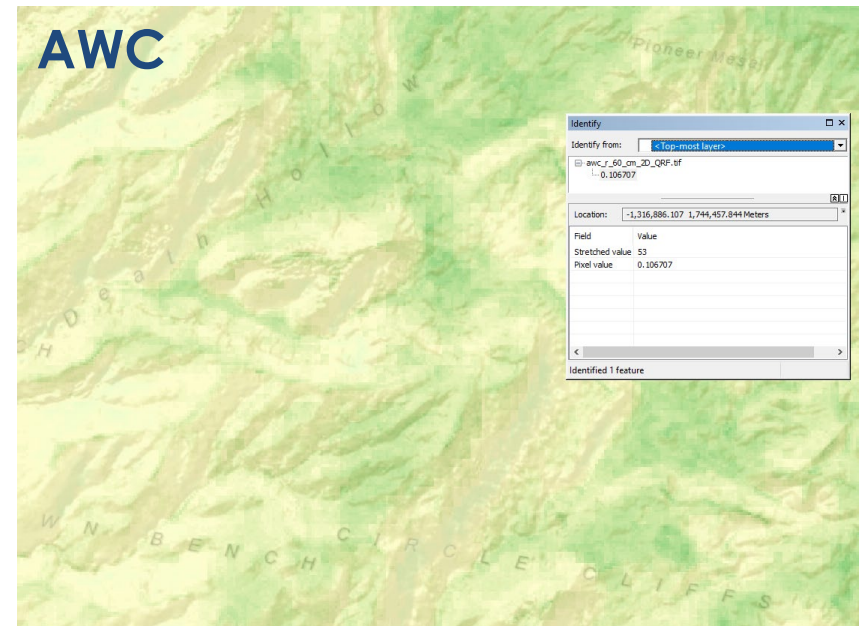 AWC
Pioneer Mesa
Identify
Identify from: <Top-most layer>
awc_r_60_cm_2D_QRF.tif
0.106707
Location: -1,316,886.107 1,744,457.844 Meters
Field Value
Stretched value 53
Pixel value 0.106707
Identified 1 feature
Death Hollow
CH
WN BENCH
CIRCLE CLIFFS